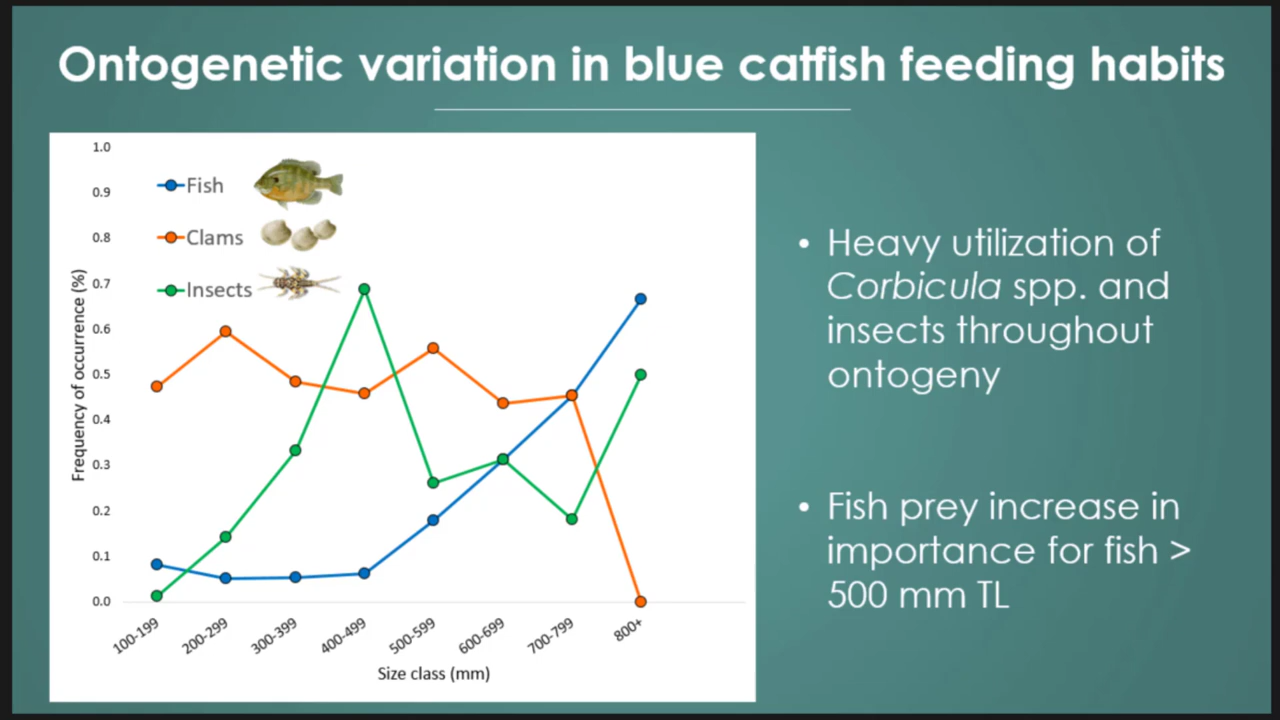 Ontogenetic variation in blue catfish feeding habits
1.0
0.9
0.8
0.7
0.6
0.5
0.4
0.3
0.2
0.1
0.0
Frequency of occurrence (%)
Fish
Clams
Insects
100-199
200-299
300-399
400-499
500-599
600-699
700-799
800+
Size class (mm)
• Heavy utilization of
Corbicula spp. and
insects throughout
ontogeny
• Fish prey increase in
importance for fish >
500 mm TL